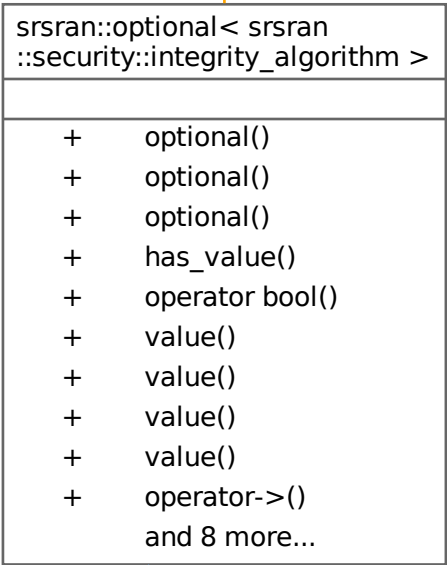 srsran::optional< srsran
::security::integrity_algorithm >
+ optional()
+ optional()
+ optional()
+ has_value()
+ operator bool()
+ value()
+ value()
+ value()
+ value()
+ operator->()
and 8 more...